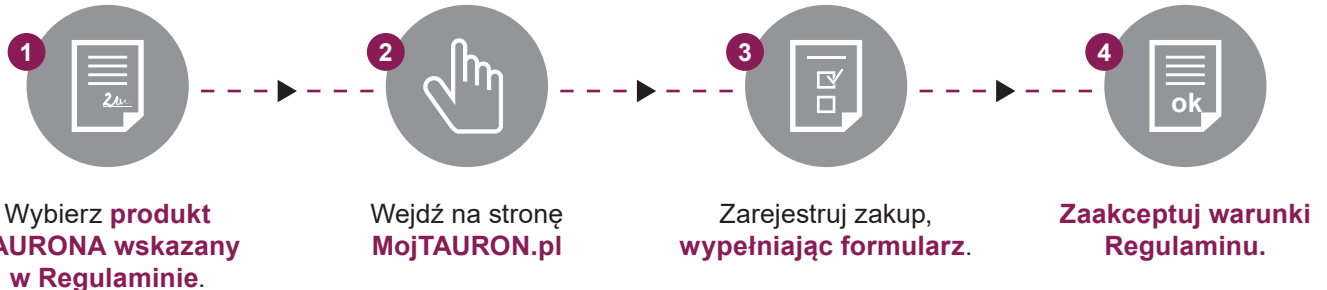 1
2
3
4
ok
Wybierz produkt
AURONA wskazany
w Regulaminie.
Wejdź na stronę
MojTAURON.pl
Zarejestruj zakup,
wypełniając formularz.
Zaakceptuj warunki
Regulaminu.